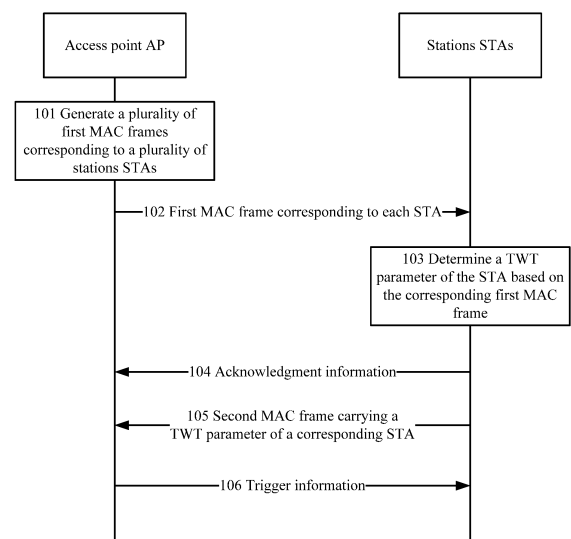 Access point AP
Stations STAs
101 Generate a plurality of
first MAC frames
corresponding to a plurality of
stations STAs
102 First MAC frame corresponding to each STA
103 Determine a TWT
parameter of the STA based on
the corresponding first MAC
frame
104 Acknowledgment information
105 Second MAC frame carrying a
TWT parameter of a corresponding STA
106 Trigger information